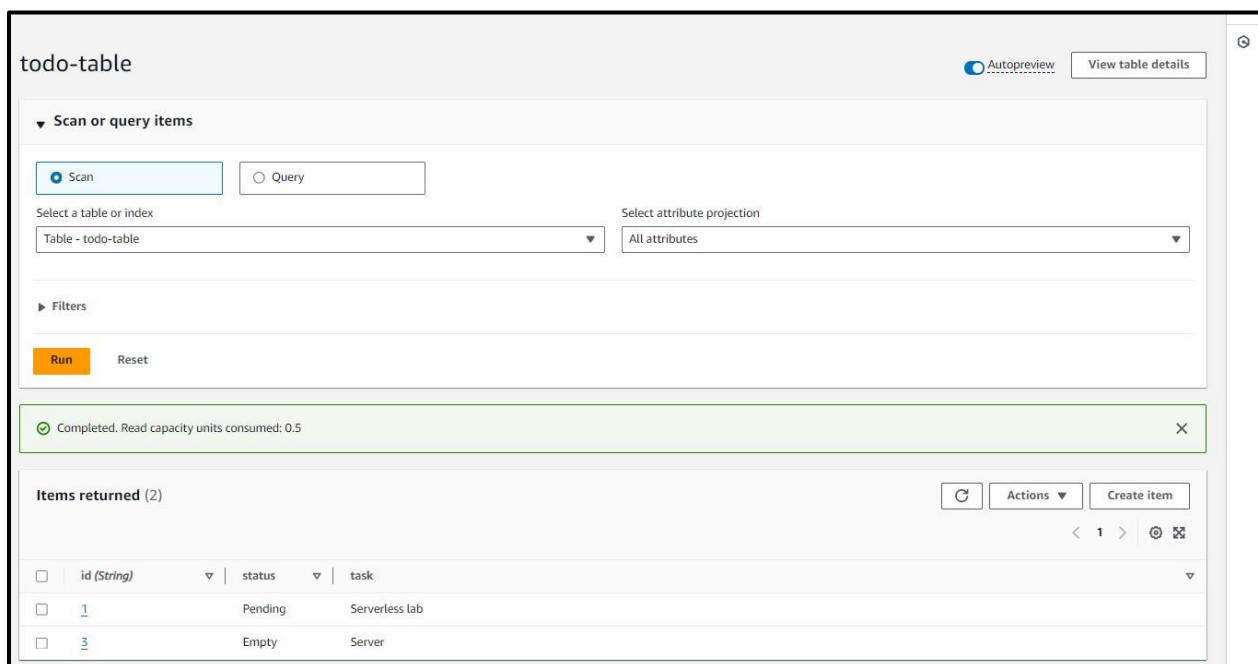 todo-table
Autopreview
View table details
Scan or query items
Scan
Query
Select a table or index
Select attribute projection
Table - todo-table
All attributes
Filters
Run
Reset
Completed. Read capacity units consumed: 0.5
Items returned (2)
Actions
Create item
1
id (String)
status
task
1
Pending
Serverless lab
3
Empty
Server